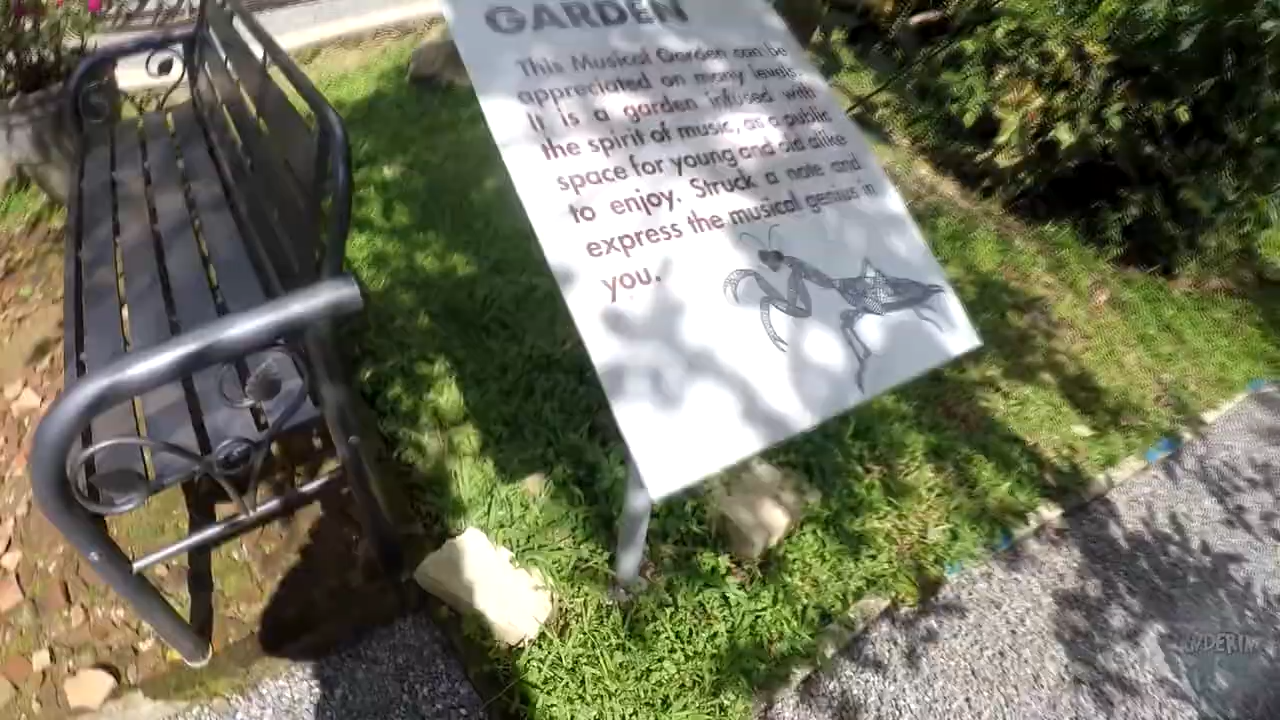 GARDEN
This Musical Garden can be
appreciated on many levels.
It is a garden infused with
the spirit of music, as a public
space for young and old alike
to enjoy. Struck a note and
express the musical genius in
you.